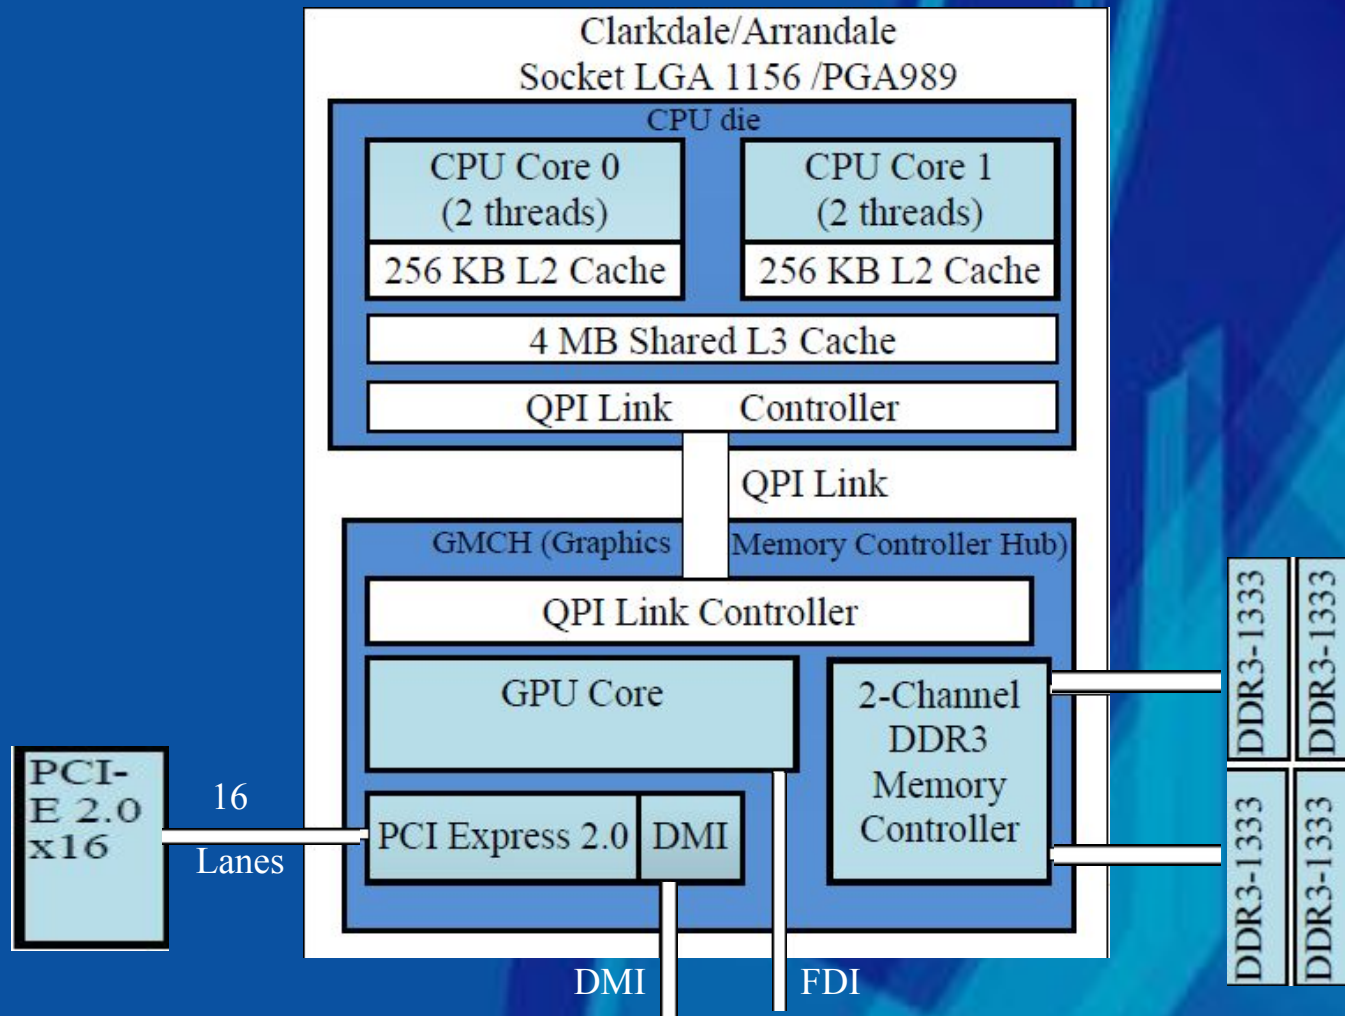 Clarkdale/Arrandale
Socket LGA 1156 /PGA989
CPU die
CPU Core 0
(2 threads)
256 KB L2 Cache
CPU Core 1
(2 threads)
256 KB L2 Cache
4 MB Shared L3 Cache
QPI Link Controller
QPI Link
GMCH (Graphics Memory Controller Hub)
QPI Link Controller
GPU Core
2-Channel
DDR3
Memory
Controller
PCI Express 2.0
DMI
PCI-
E 2.0
x16
16
Lanes
DDR3-1333
DDR3-1333
DDR3-1333
DDR3-1333
DMI
FDI